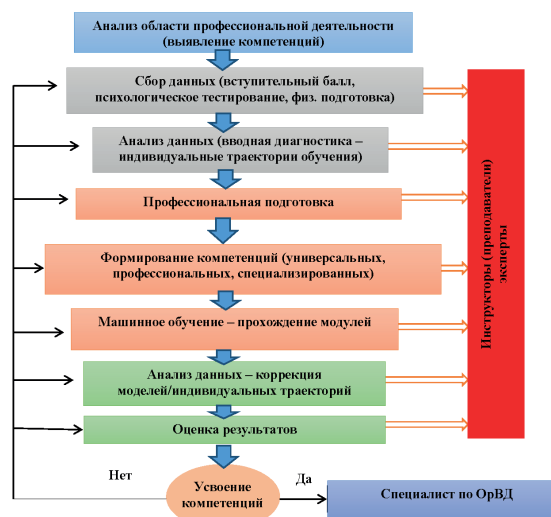 Анализ области профессиональной деятельности
(выявление компетенций)
Сбор данных (вступительный балл,
психологическое тестирование, физ. подготовка)
Анализ данных (вводная диагностика –
индивидуальные траектории обучения)
Профессиональная подготовка
Формирование компетенций (универсальных,
профессиональных, специализированных)
Машинное обучение – прохождение модулей
Анализ данных – коррекция
моделей/индивидуальных траекторий
Оценка результатов
Инструкторы (преподаватели)
эксперты
Нет
Усвоение
компетенций
Да
Специалист по ОрВД